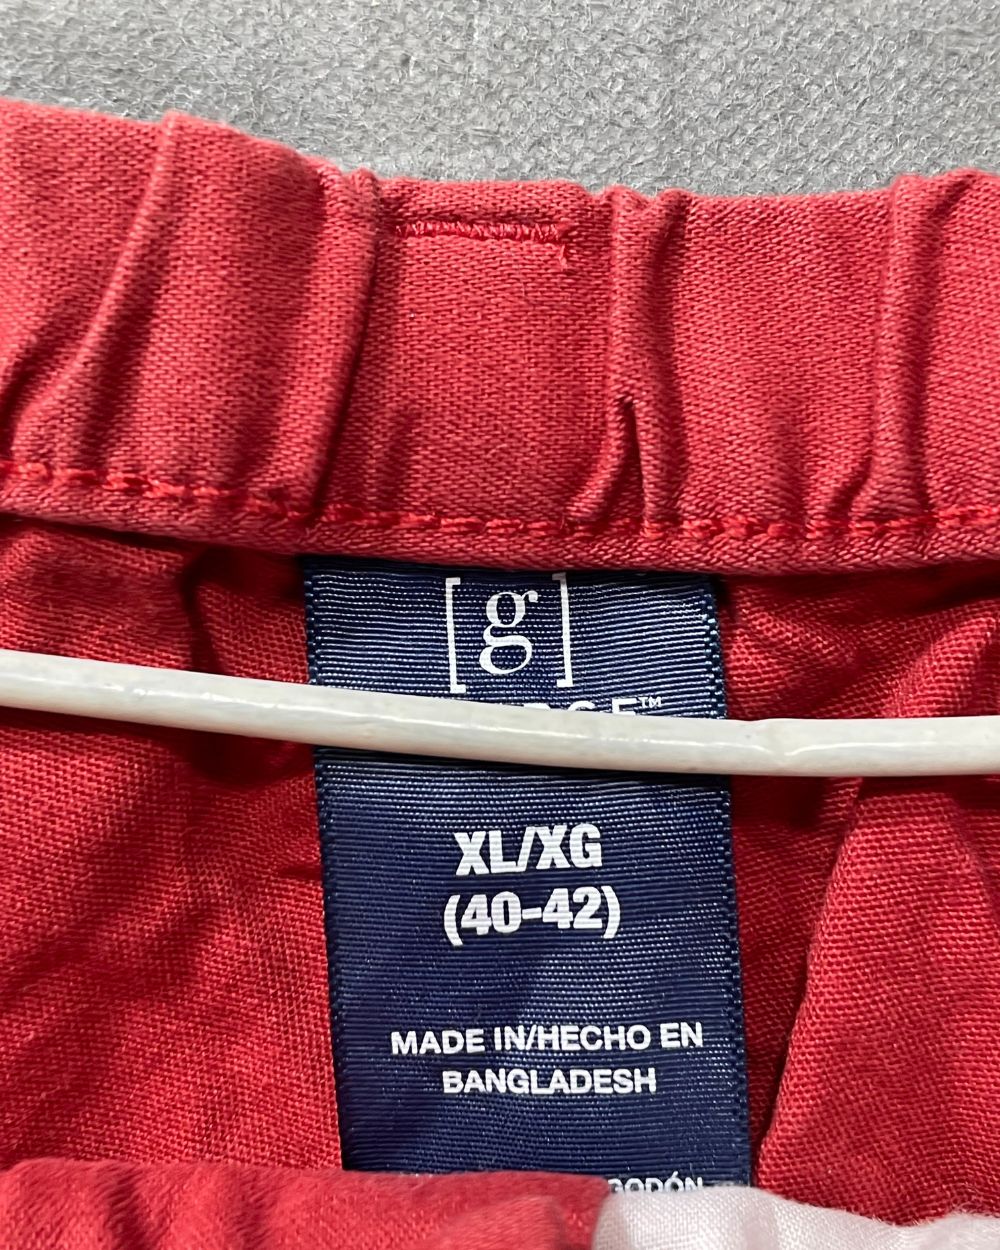 [g]
XL/XG
(40-42)
MADE IN/HECHO EN
BANGLADESH